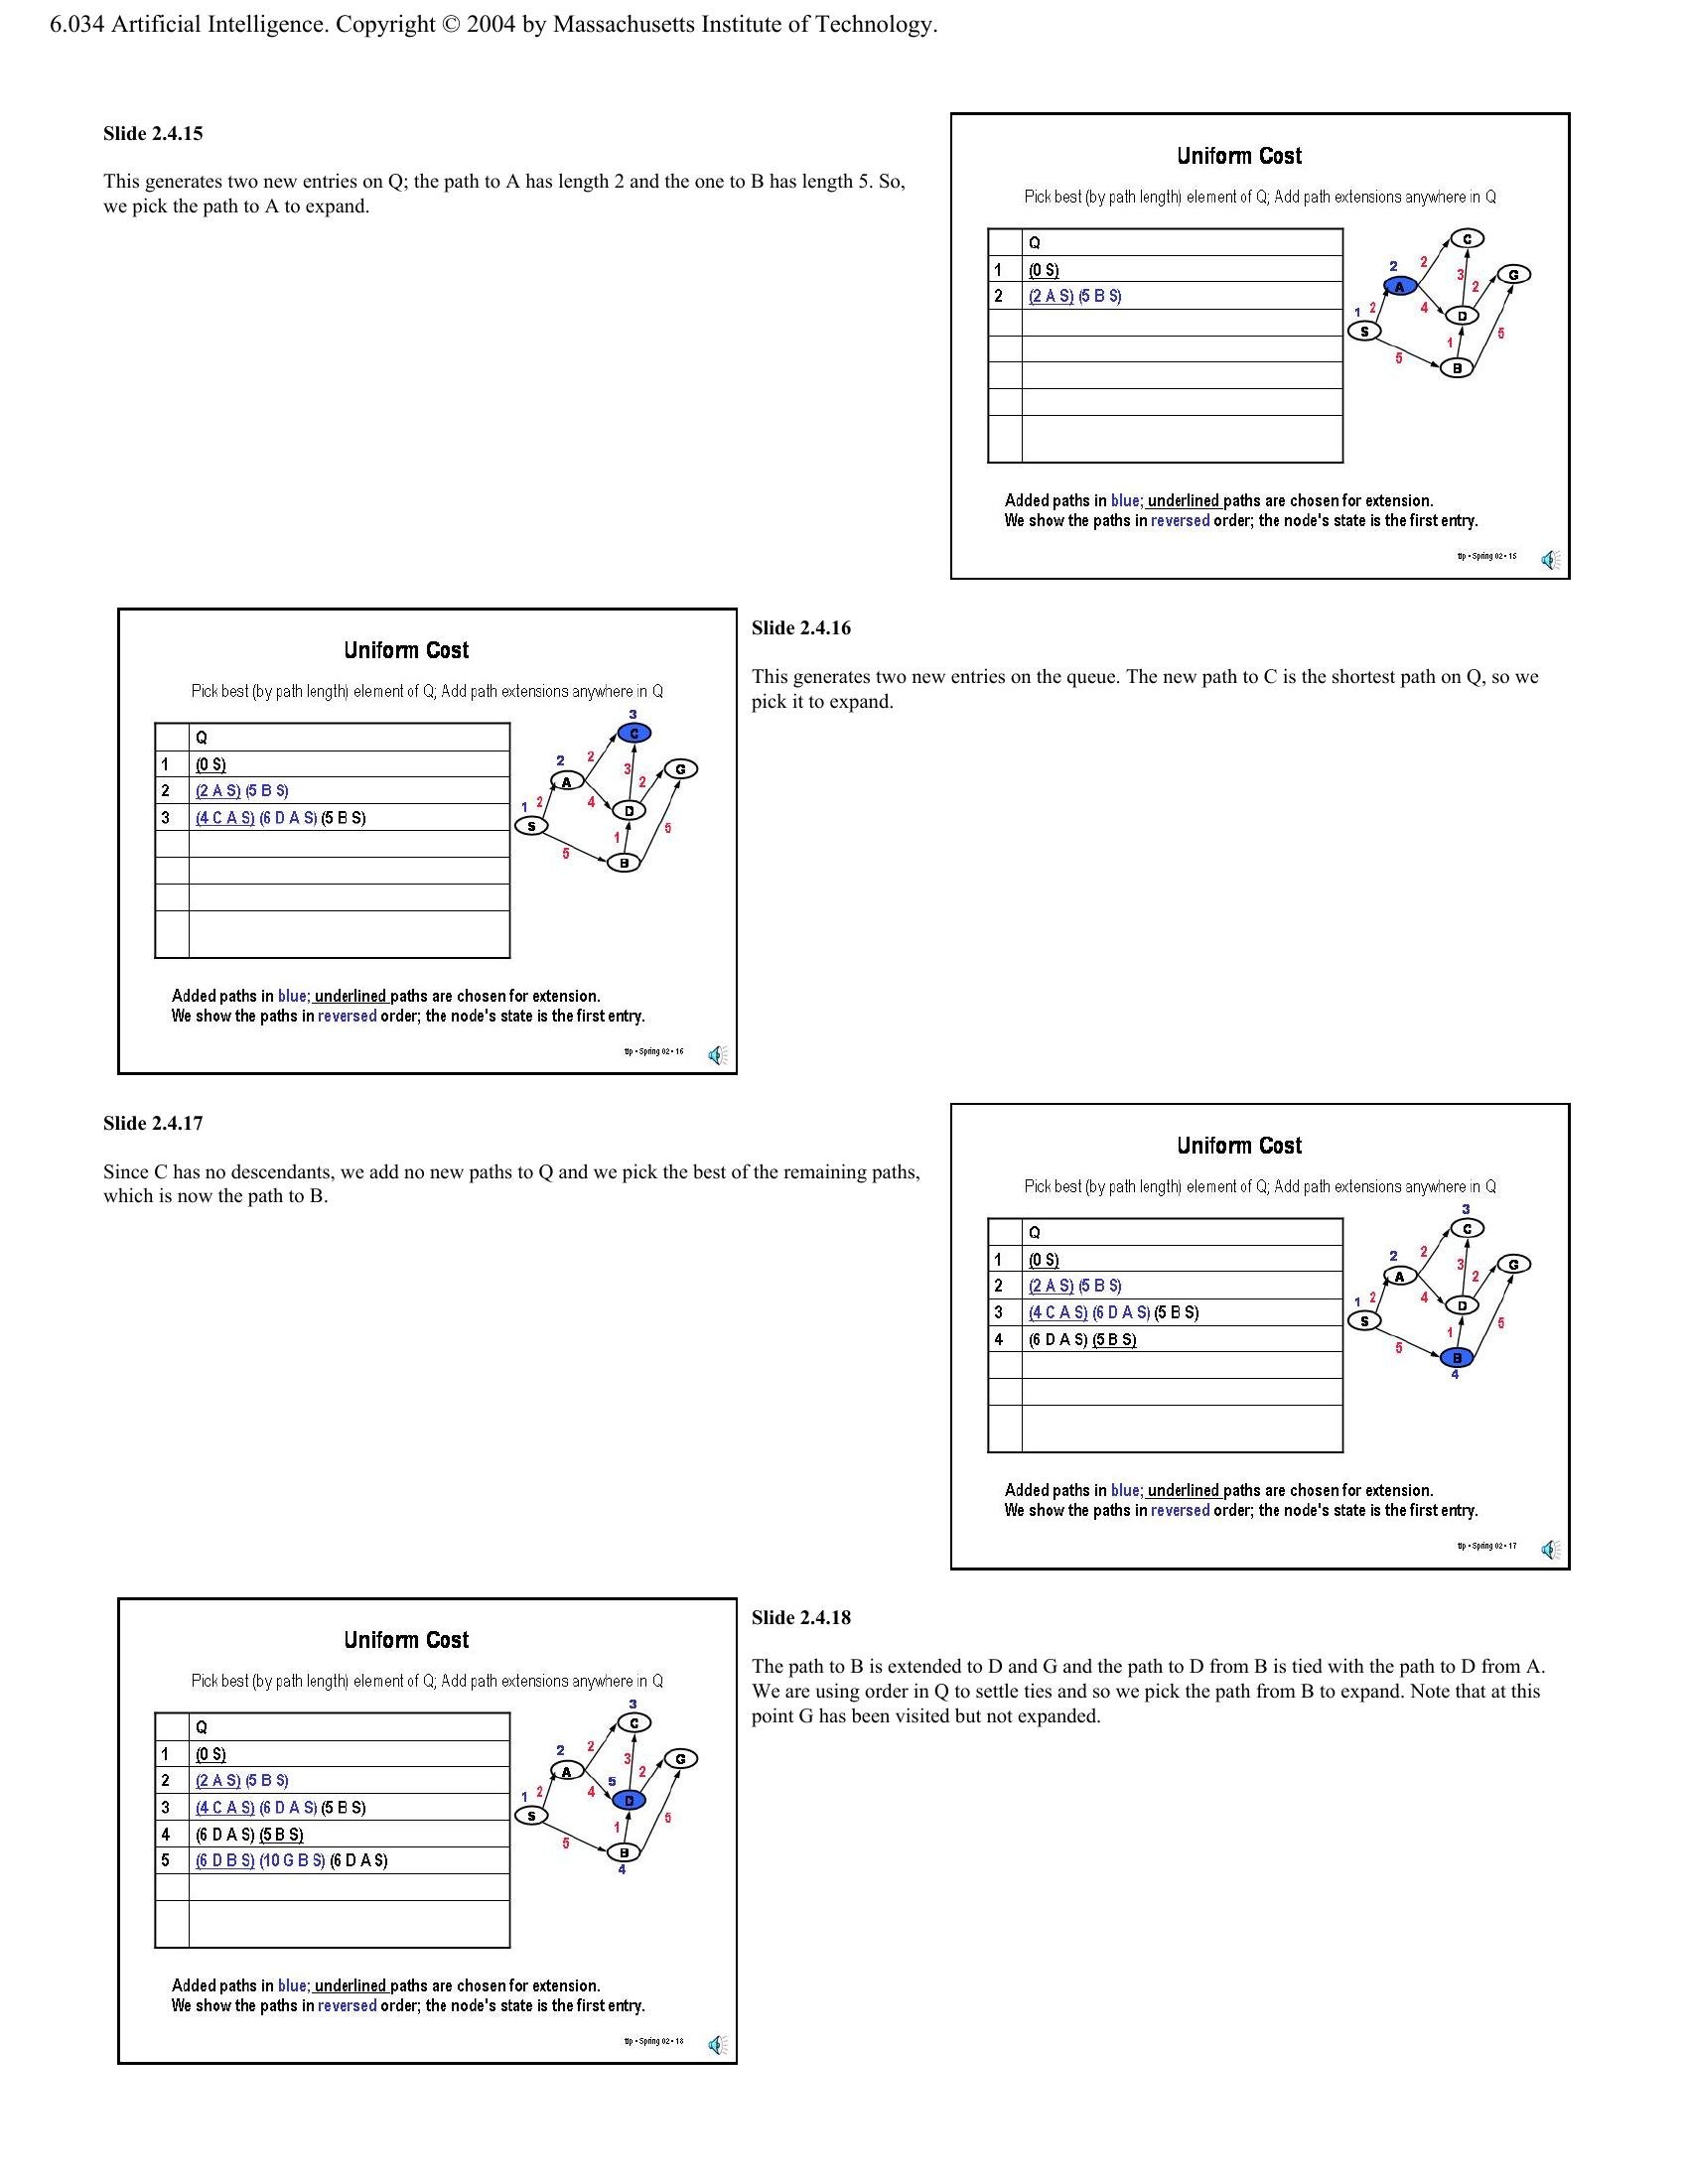 6.034 Artificial Intelligence. Copyright © 2004 by Massachusetts Institute of Technology.
Slide 2.4.15
This generates two new entries on Q; the path to A has length 2 and the one to B has length 5. So,
we pick the path to A to expand.
Uniform Cost
Pick best (by path length) element of Q; Add path extensions anywhere in Q
Q
1 (0 S)
2 (2 A S) (5 B S)
C
2 2
3 G
A 2
1 2 4 D
S 5
1
5 B
Added paths in blue; underlined paths are chosen for extension.
We show the paths in reversed order; the node's state is the first entry.
tlp • Spring 02 • 15
Uniform Cost
Pick best (by path length) element of Q; Add path extensions anywhere in Q
Q
1 (0 S)
2 (2 A S) (5 B S)
3 (4 C A S) (6 D A S) (5 B S)
3
C
2 2
3 G
A 2
1 2 4 D
S 5
1
5 B
Added paths in blue; underlined paths are chosen for extension.
We show the paths in reversed order; the node's state is the first entry.
tlp • Spring 02 • 16
Slide 2.4.16
This generates two new entries on the queue. The new path to C is the shortest path on Q, so we
pick it to expand.
Slide 2.4.17
Since C has no descendants, we add no new paths to Q and we pick the best of the remaining paths,
which is now the path to B.
Uniform Cost
Pick best (by path length) element of Q; Add path extensions anywhere in Q
Q
1 (0 S)
2 (2 A S) (5 B S)
3 (4 C A S) (6 D A S) (5 B S)
4 (6 D A S) (5 B S)
3
C
2 2
3 G
A 2
1 2 4 D
S 5
1
5 B
4
Added paths in blue; underlined paths are chosen for extension.
We show the paths in reversed order; the node's state is the first entry.
tlp • Spring 02 • 17
Uniform Cost
Pick best (by path length) element of Q; Add path extensions anywhere in Q
Q
1 (0 S)
2 (2 A S) (5 B S)
3 (4 C A S) (6 D A S) (5 B S)
4 (6 D A S) (5 B S)
5 (6 D B S) (10 G B S) (6 D A S)
3
C
2 2
3 G
A 5 2
1 2 4 D
S 5
1
5 B
4
Added paths in blue; underlined paths are chosen for extension.
We show the paths in reversed order; the node's state is the first entry.
tlp • Spring 02 • 18
Slide 2.4.18
The path to B is extended to D and G and the path to D from B is tied with the path to D from A.
We are using order in Q to settle ties and so we pick the path from B to expand. Note that at this
point G has been visited but not expanded.